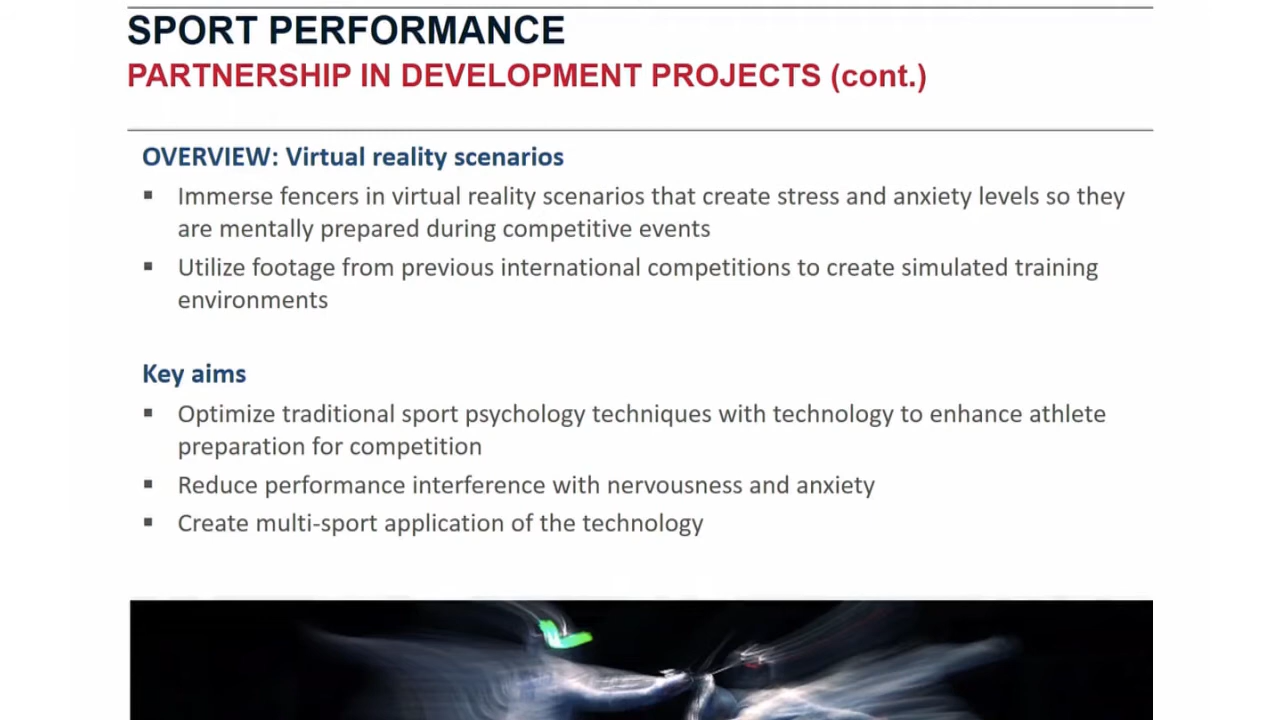 SPORT PERFORMANCE
PARTNERSHIP IN DEVELOPMENT PROJECTS (cont.)
OVERVIEW: Virtual reality scenarios
▪ Immerse fencers in virtual reality scenarios that create stress and anxiety levels so they
are mentally prepared during competitive events
▪ Utilize footage from previous international competitions to create simulated training
environments
Key aims
▪ Optimize traditional sport psychology techniques with technology to enhance athlete
preparation for competition
▪ Reduce performance interference with nervousness and anxiety
▪ Create multi-sport application of the technology